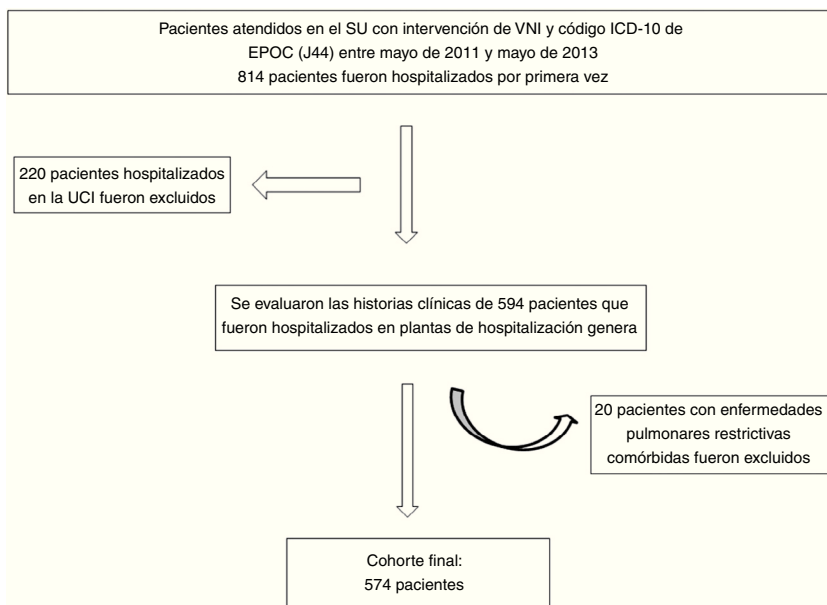 Pacientes atendidos en el SU con intervención de VNI y código ICD-10 de
EPOC (J44) entre mayo de 2011 y mayo de 2013
814 pacientes fueron hospitalizados por primera vez
220 pacientes hospitalizados
en la UCI fueron excluidos
Se evaluaron las historias clínicas de 594 pacientes que
fueron hospitalizados en plantas de hospitalización genera
20 pacientes con enfermedades
pulmonares restrictivas
comórbidas fueron excluidos
Cohorte final:
574 pacientes